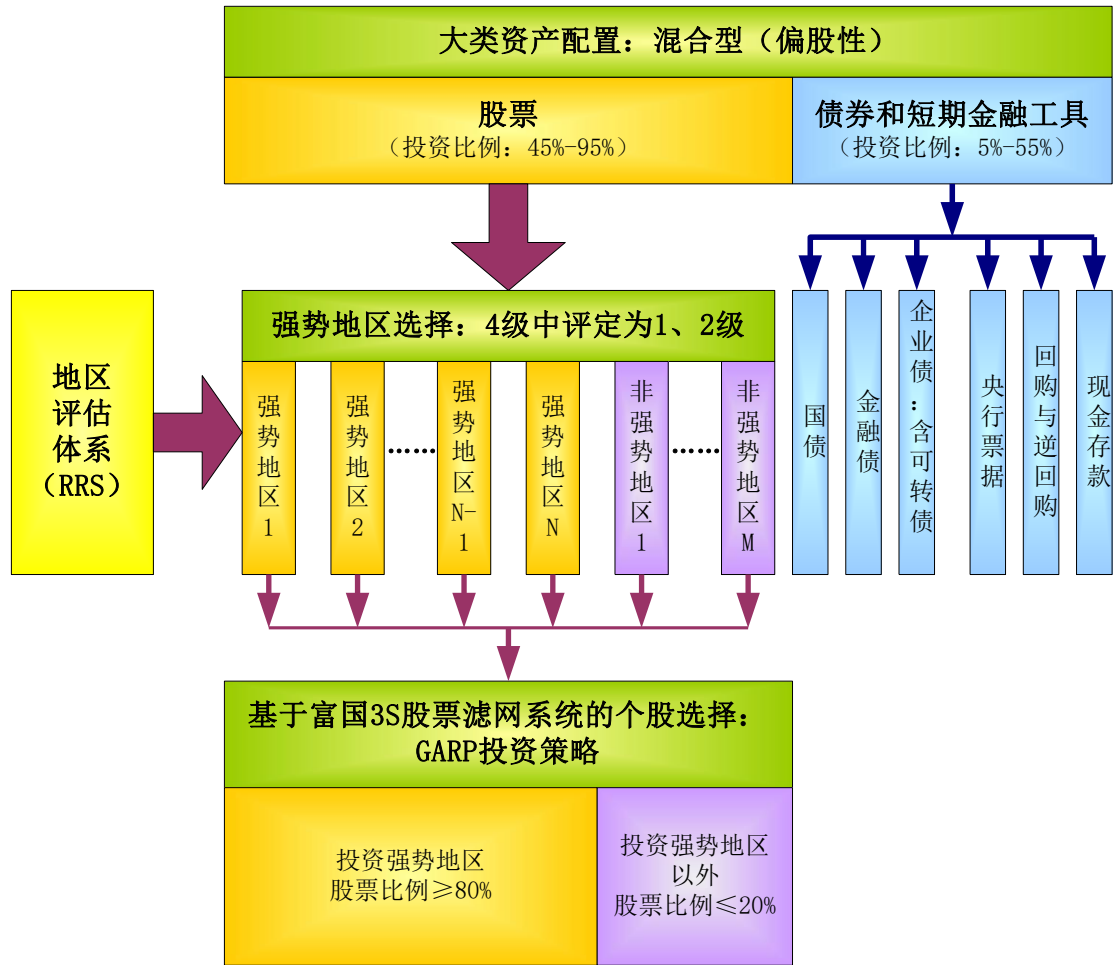 大类资产配置：混合型（偏股性）
股票
（投资比例：45%-95%）
债券和短期金融工具
（投资比例：5%-55%）
地区
评估
体系
（RRS）
强势地区选择：4级中评定为1、2级
强势地区1
强势地区2
……
强势地区N-1
强势地区N
非强势地区1
……
非强势地区M
国债
金融债
企业债：含可转债
央行票据
回购与逆回购
现金存款
基于富国3S股票滤网系统的个股选择：
GARP投资策略
投资强势地区
股票比例≥80%
投资强势地区
以外
股票比例≤20%